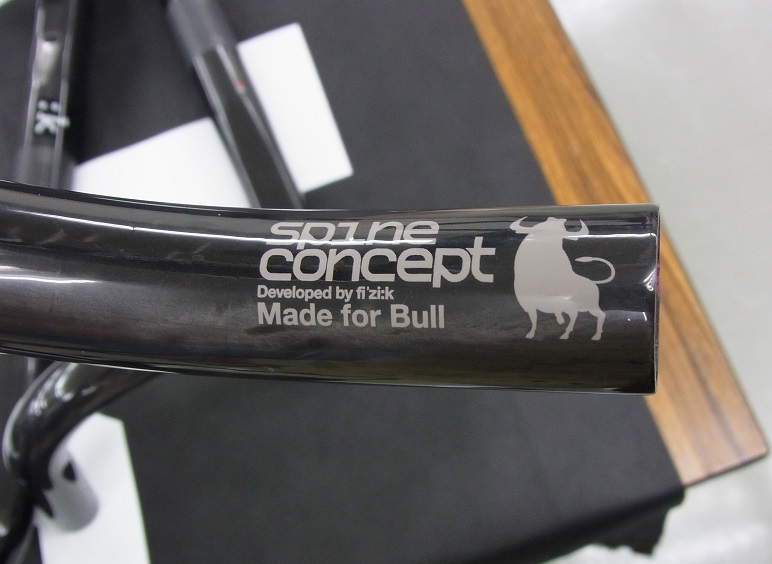 spine
concept
Developed by fi'zi:k
Made for Bull
:k